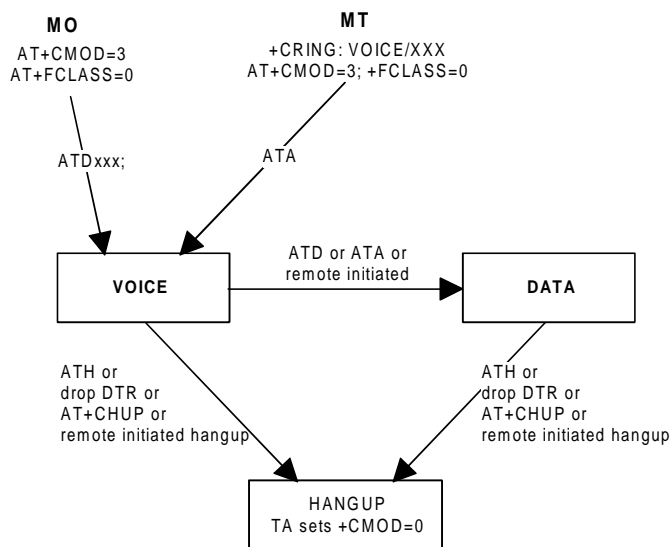 MO
AT+CMOD=3
AT+FCLASS=0
MT
+CRING: VOICE/XXX
AT+CMOD=3; +FCLASS=0
ATDxxx;
ATA
VOICE
ATD or ATA or
remote initiated
DATA
ATH or
drop DTR or
AT+CHUP or
remote initiated hangup
ATH or
drop DTR or
AT+CHUP or
remote initiated hangup
HANGUP
TA sets +CMOD=0